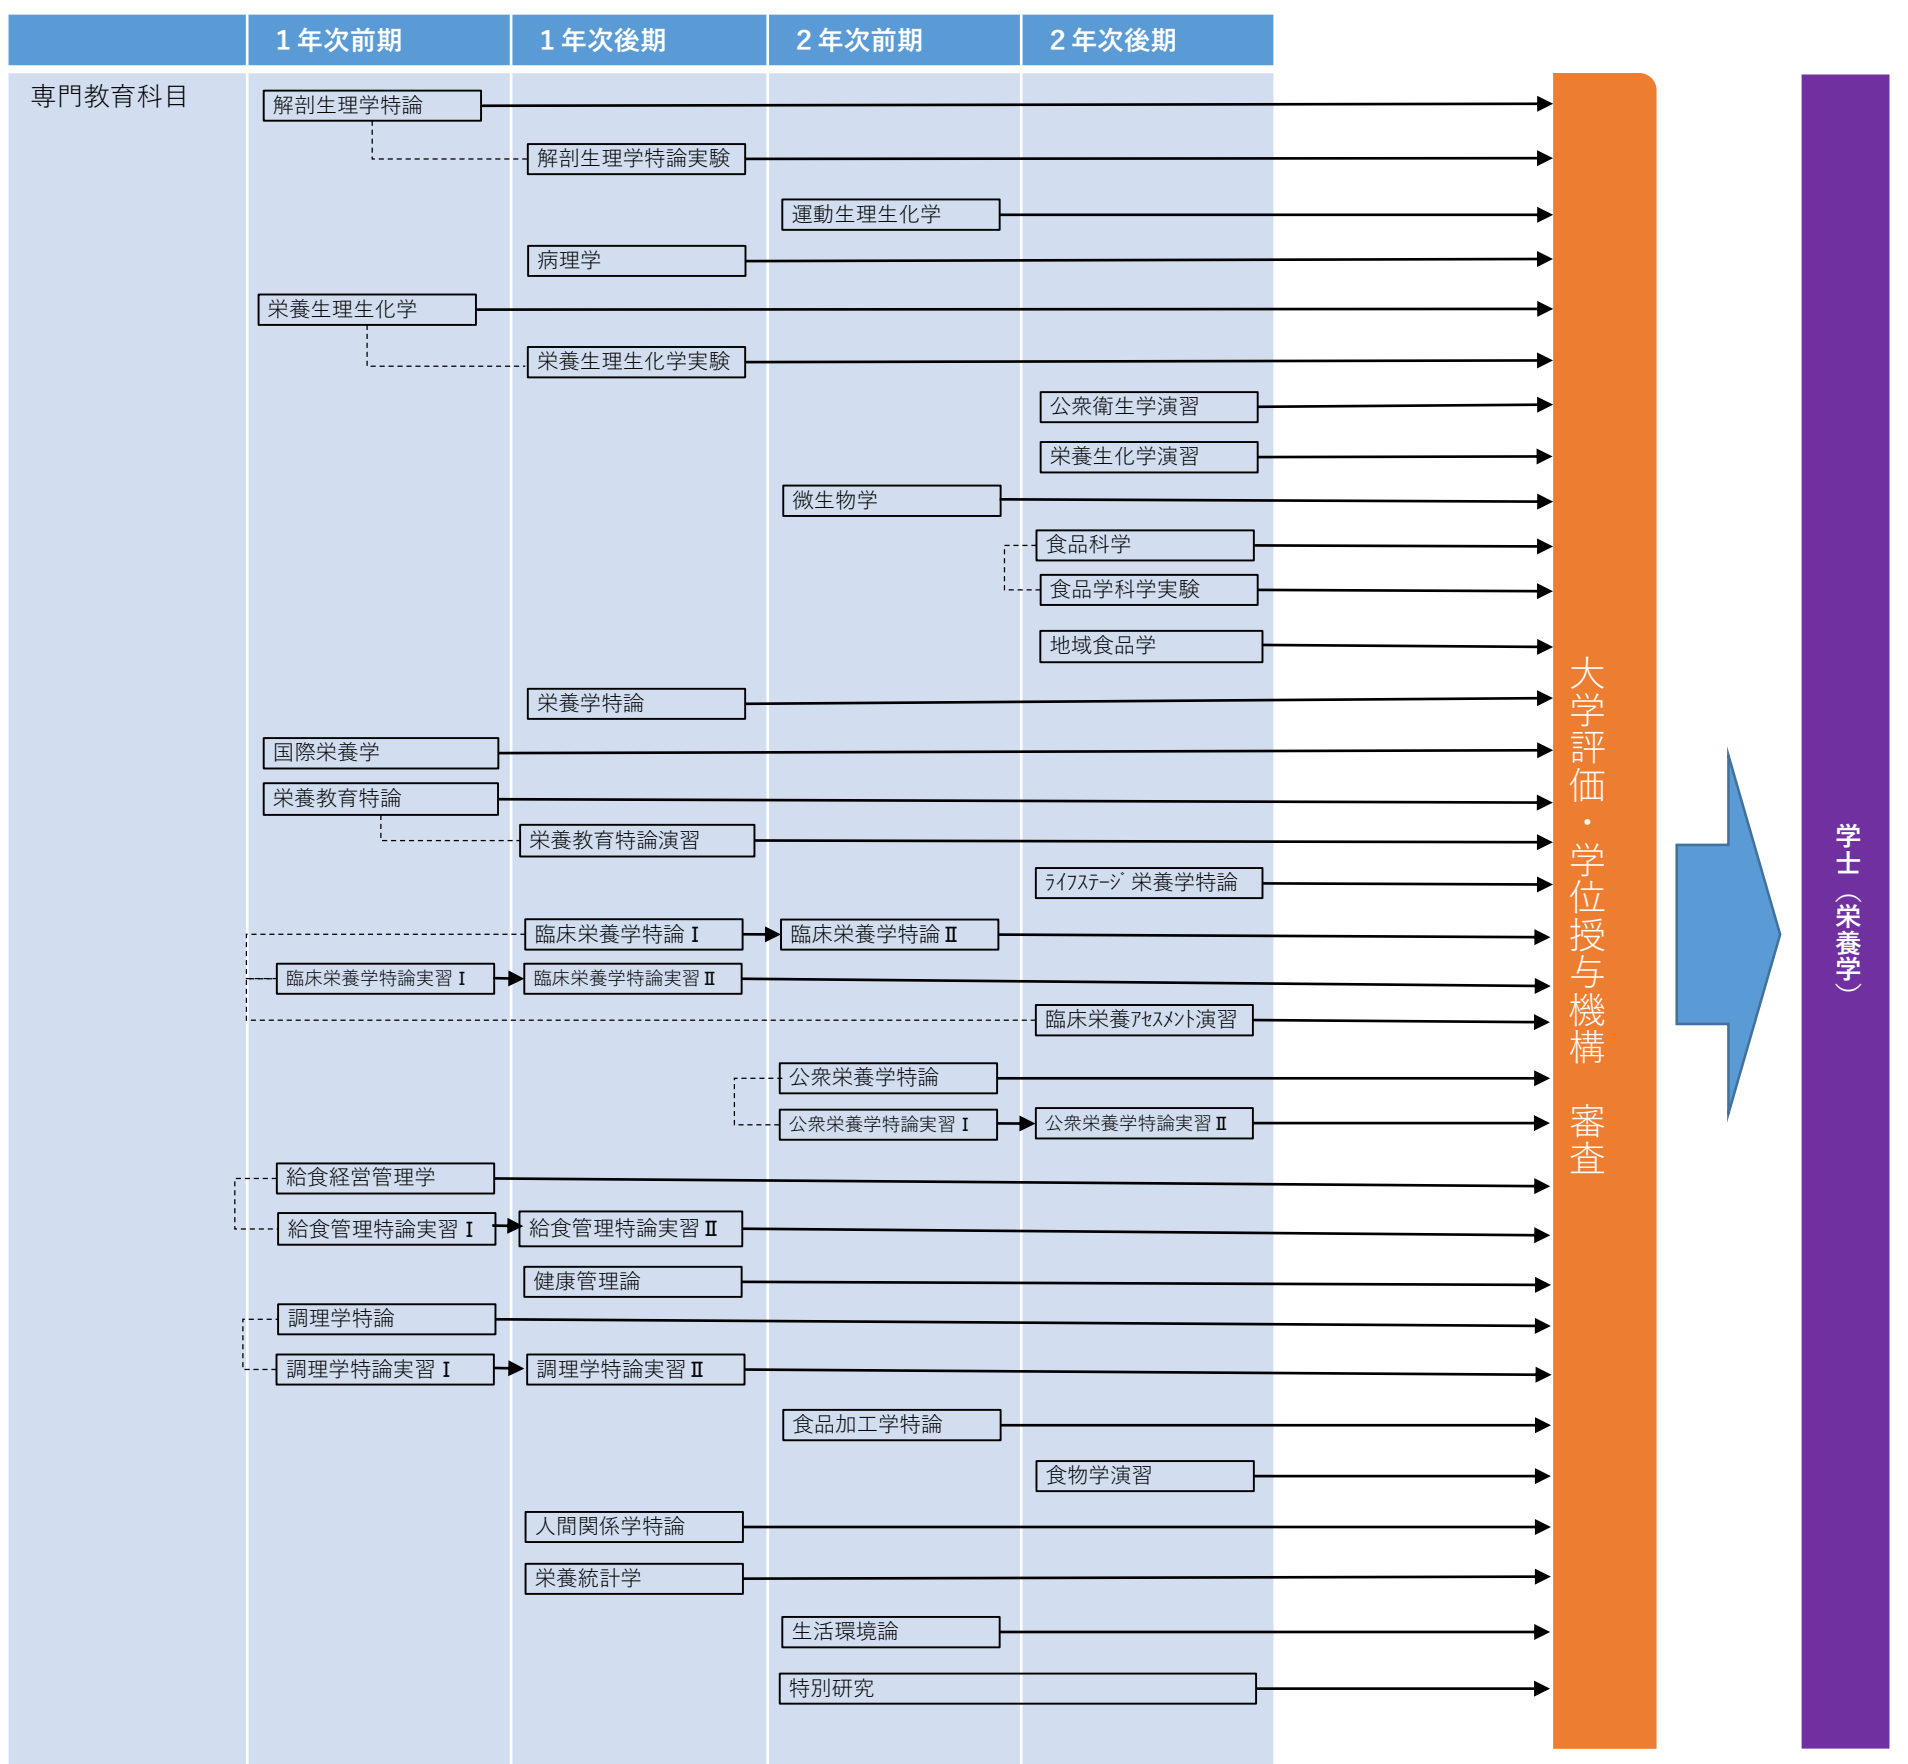 1年次前期
1年次後期
2年次前期
2年次後期
専門教育科目
解剖生理学特論
解剖生理学特論実験
運動生理生化学
病理学
栄養生理生化学
栄養生理生化学実験
公衆衛生学演習
栄養生化学演習
微生物学
食品科学
食品学科学実験
地域食品学
栄養学特論
国際栄養学
栄養教育特論
栄養教育特論演習
ﾗｲﾌｽﾃｰｼﾞ栄養学特論
臨床栄養学特論Ⅰ
臨床栄養学特論Ⅱ
臨床栄養学特論実習Ⅰ
臨床栄養学特論実習Ⅱ
臨床栄養ｱｾｽﾒﾝﾄ演習
公衆栄養学特論
公衆栄養学特論実習Ⅰ
公衆栄養学特論実習Ⅱ
給食経営管理学
給食管理特論実習Ⅰ
給食管理特論実習Ⅱ
健康管理論
調理学特論
調理学特論実習Ⅰ
調理学特論実習Ⅱ
食品加工学特論
食物学演習
人間関係学特論
栄養統計学
生活環境論
特別研究
大学評価・学位授与機構　審査
学士（栄養学）